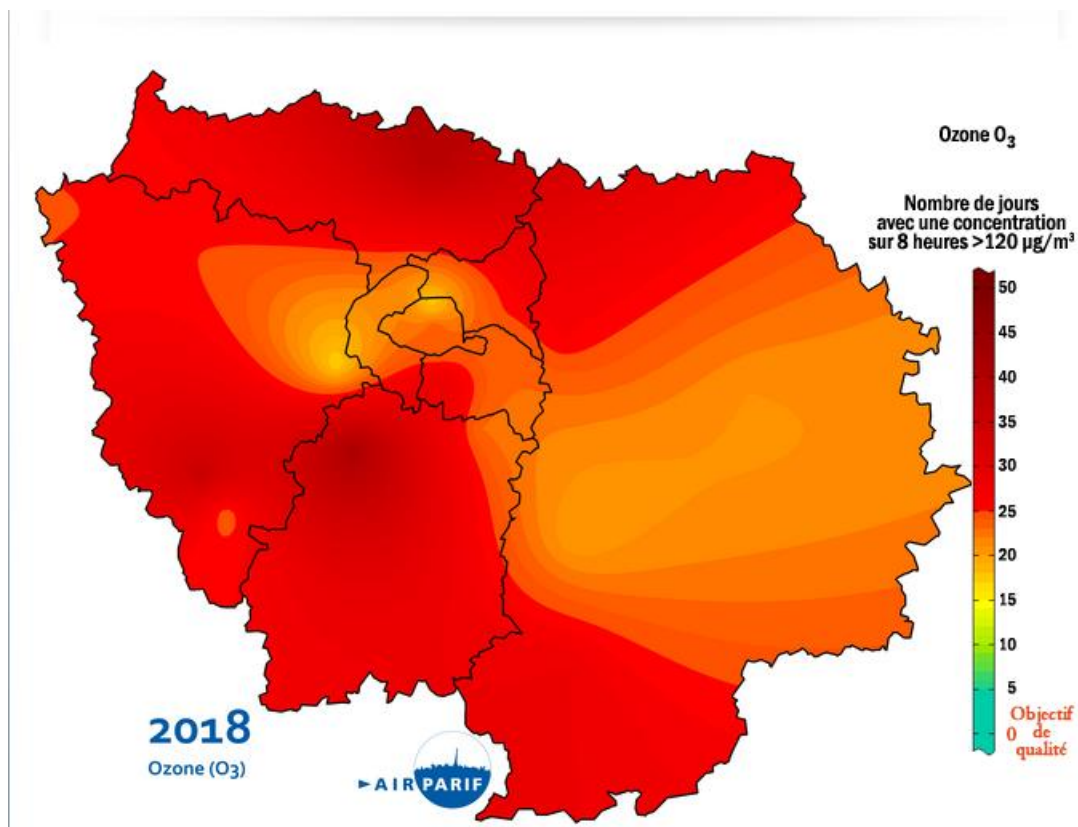 Ozone O3
Nombre de jours
avec une concentration
sur 8 heures >120 µg/m³
50
45
40
35
30
25
20
15
10
5
0
Objectif
de
qualité
2018
Ozone (O3)
AIRPARIF